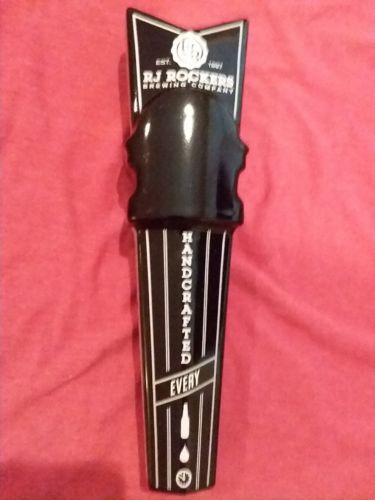 EST. 1997
RJ ROCKERS
BREWING COMPANY
HANDCRAFTED
EVERY